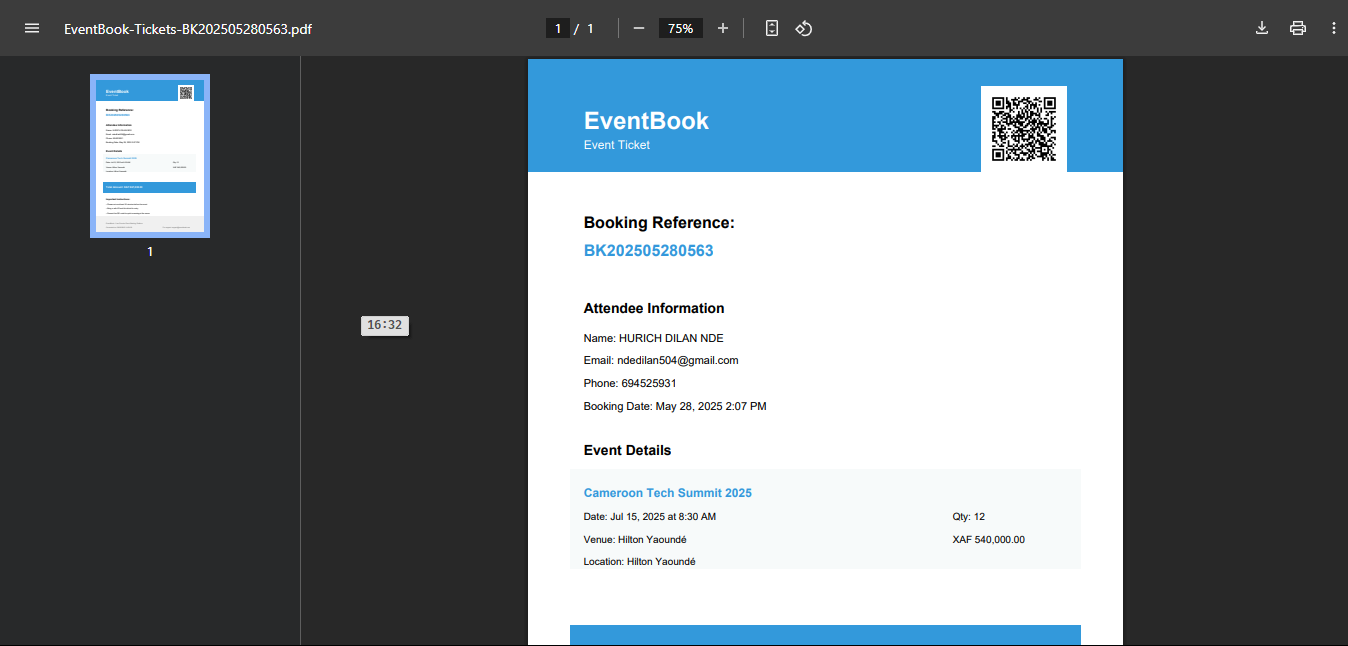 EventBook-Tickets-BK202505280563.pdf
1 / 1
75%
1
16:32
EventBook
Event Ticket
Booking Reference:
BK202505280563
Attendee Information
Name: HURICH DILAN NDE
Email: ndedilan504@gmail.com
Phone: 694525931
Booking Date: May 28, 2025 2:07 PM
Event Details
Cameroon Tech Summit 2025
Date: Jul 15, 2025 at 8:30 AM
Qty: 12
Venue: Hilton Yaoundé
XAF 540,000.00
Location: Hilton Yaoundé